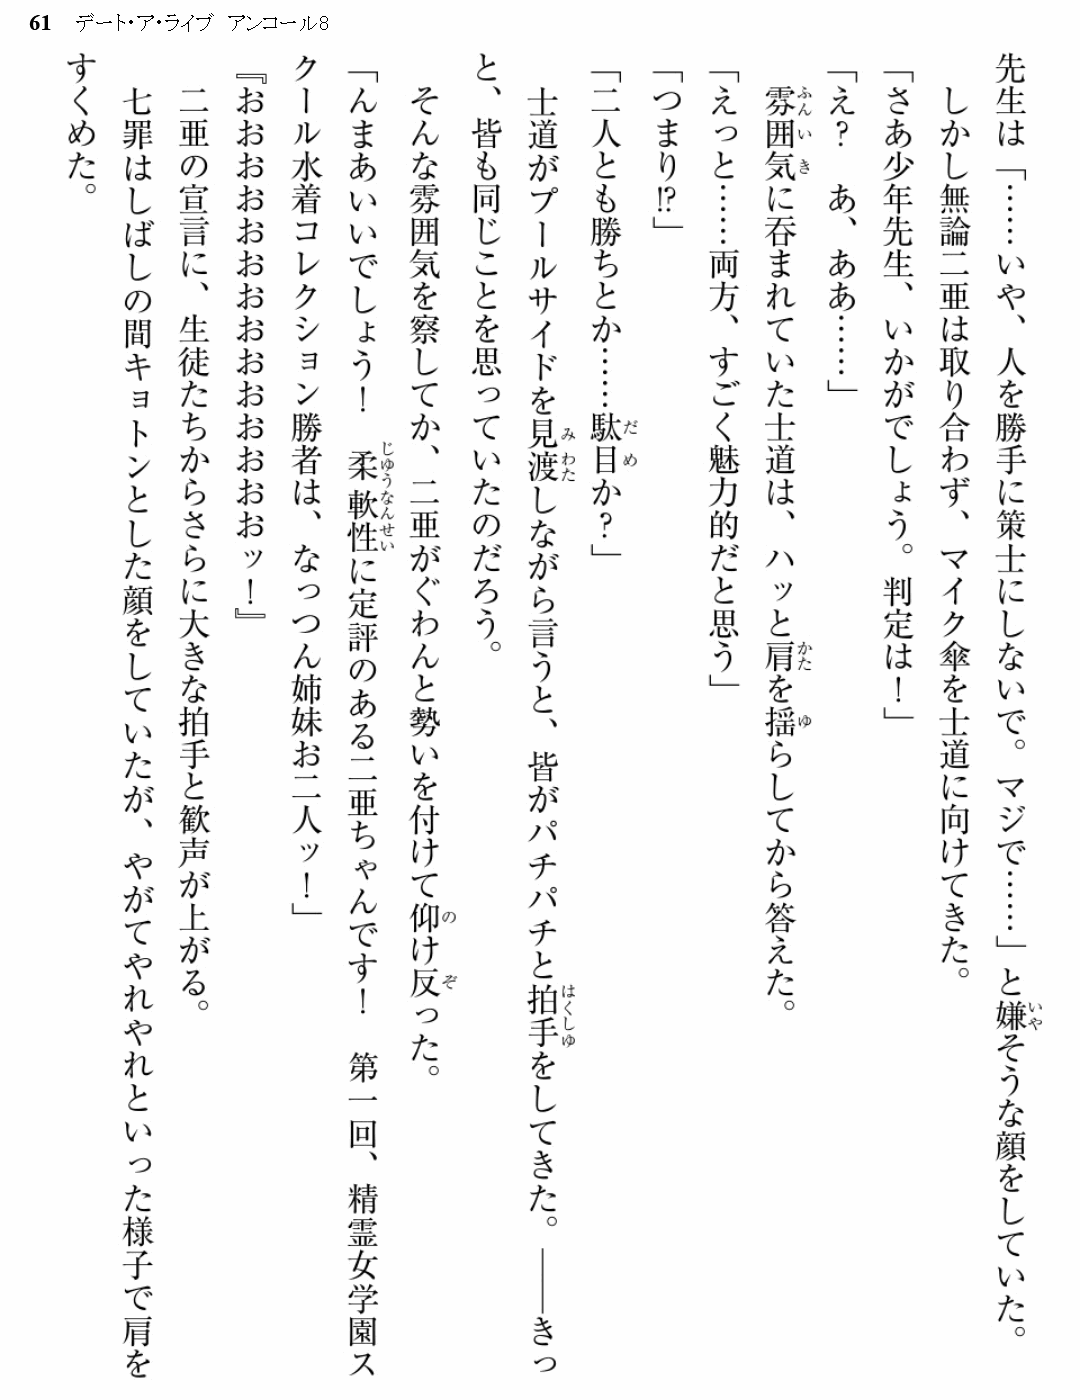 61 デート・ア・ライブ アンコール8
先生は「……いや、人を勝手に策士にしないで。マジで……」と嫌そうな顔をしていた。
しかし無論二亜は取り合わず、マイク傘を士道に向けてきた。
「さあ少年先生、いかがでしょう。判定は！」
「え？　あ、ああ……」
雰囲気に呑まれていた士道は、ハッと肩を揺らしてから答えた。
「えっと……両方、すごく魅力的だと思う」
「つまり!?」
「二人とも勝ちとか……駄目か？」
士道がプールサイドを見渡しながら言うと、皆がパチパチと拍手をしてきた。――きっ
と、皆も同じことを思っていたのだろう。
そんな雰囲気を察してか、二亜がぐわんと勢いを付けて仰け反った。
「んまあいいでしょう！　柔軟性に定評のある二亜ちゃんです！　第一回、精霊女学園ス
クール水着コレクション勝者は、なっつん姉妹お二人ッ！」
『おおおおおおおおおおおおおおッ！』
二亜の宣言に、生徒たちからさらに大きな拍手と歓声が上がる。
七罪はしばしの間キョトンとした顔をしていたが、やがてやれやれといった様子で肩を
すくめた。